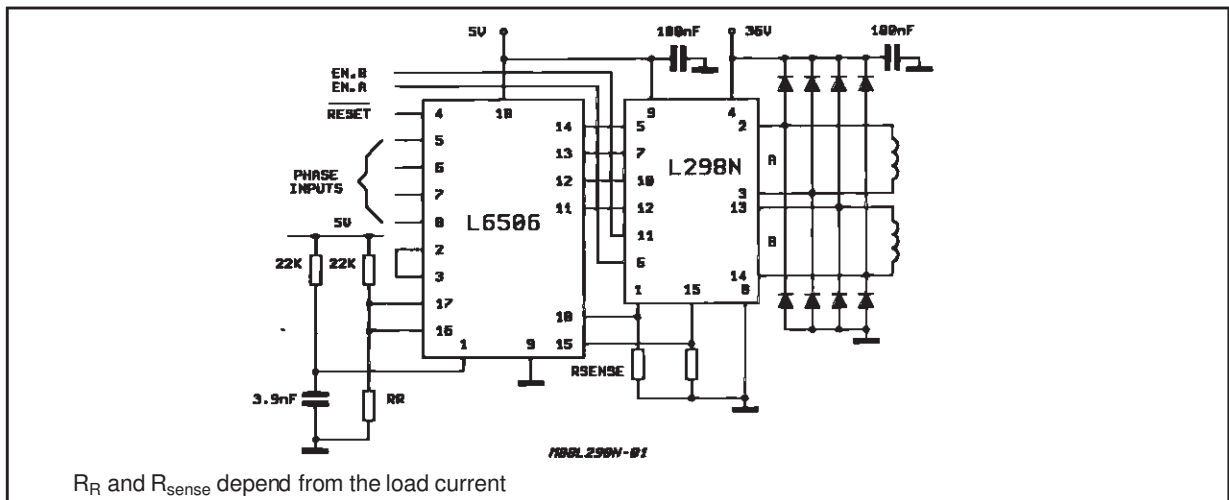 5V
100nF
36V
100nF
EN.B
EN.A
RESET
4
10
9
4
5
14
5
2
6
13
7
A
PHASE
INPUTS
L298N
7
12
10
3
8
11
12
13
5V
L6506
2
11
B
22K
22K
3
6
14
17
1
15
8
16
18
1
9
15
RSENSE
3.9nF
RR
M88L298N-01
RR and Rsense depend from the load current